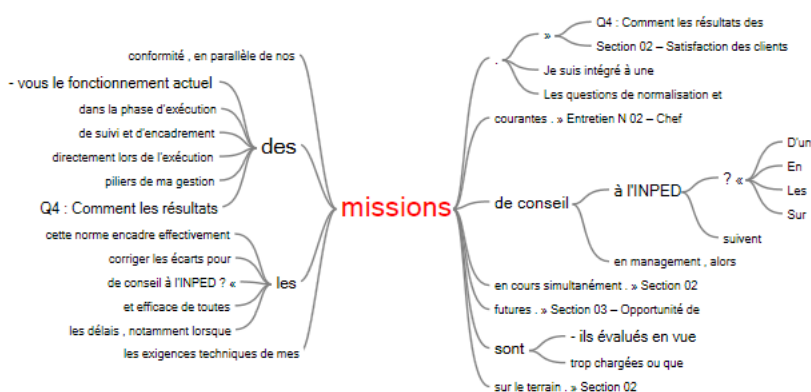 conformité , en parallèle de nos
- vous le fonctionnement actuel
dans la phase d'exécution
de suivi et d'encadrement
directement lors de l'exécution
piliers de ma gestion
Q4 : Comment les résultats
des
cette norme encadre effectivement
corriger les écarts pour
de conseil à l'INPED ? «
et efficace de toutes
les délais , notamment lorsque
les
les exigences techniques de mes
missions
.
»
Q4 : Comment les résultats des
Section 02 – Satisfaction des clients
Je suis intégré à une
Les questions de normalisation et
courantes . » Entretien N 02 – Chef
de conseil
à l'INPED
? «
D'un
En
Les
Sur
suivent
en management , alors
en cours simultanément . » Section 02
futures . » Section 03 – Opportunité de
sont
- ils évalués en vue
trop chargées ou que
sur le terrain . » Section 02